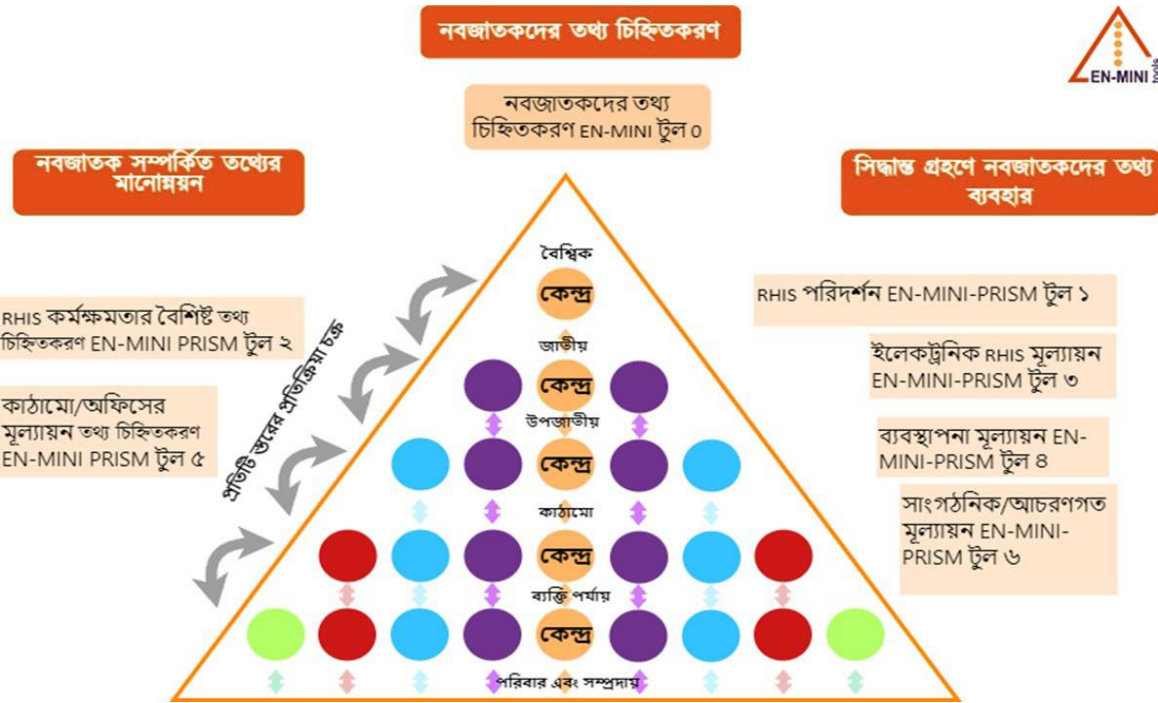 নবজাতকদের তথ্য চিহ্নিতকরণ
EN-MINI tools
নবজাতকদের তথ্য
চিহ্নিতকরণ EN-MINI টুল 0
নবজাতক সম্পর্কিত তথ্যের
মানোন্নয়ন
সিদ্ধান্ত গ্রহণে নবজাতকদের তথ্য
ব্যবহার
RHIS কর্মক্ষমতার বৈশিষ্ট তথ্য
চিহ্নিতকরণ EN-MINI PRISM টুল ২
কাঠামো/অফিসের
মূল্যায়ন তথ্য চিহ্নিতকরণ
EN-MINI PRISM টুল ৫
প্রতিটি স্তরের প্রতিক্রিয়া চক্র
বৈশ্বিক
কেন্দ্র
জাতীয়
কেন্দ্র
উপজাতীয়
কেন্দ্র
কাঠামো
কেন্দ্র
ব্যক্তি পর্যায়
কেন্দ্র
পরিবার এবং সম্প্রদায়
RHIS পরিদর্শন EN-MINI-PRISM টুল ১
ইলেকট্রনিক RHIS মূল্যায়ন
EN-MINI-PRISM টুল ৩
ব্যবস্থাপনা মূল্যায়ন EN-
MINI-PRISM টুল ৪
সাংগঠনিক/আচরণগত
মূল্যায়ন EN-MINI-
PRISM টুল ৬